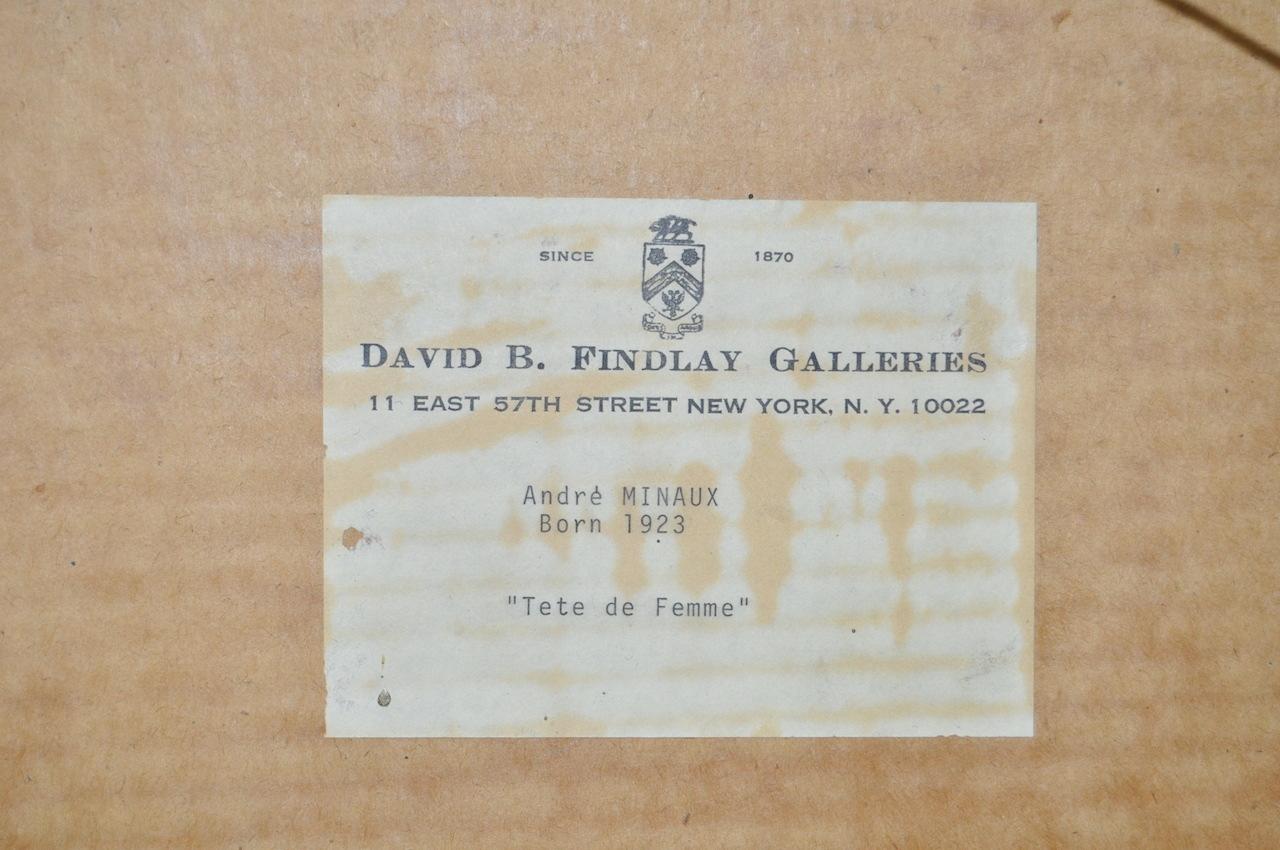 SINCE 1870
DAVID B. FINDLAY GALLERIES
11 EAST 57TH STREET NEW YORK, N. Y. 10022
André MINAUX
Born 1923
"Tete de Femme"